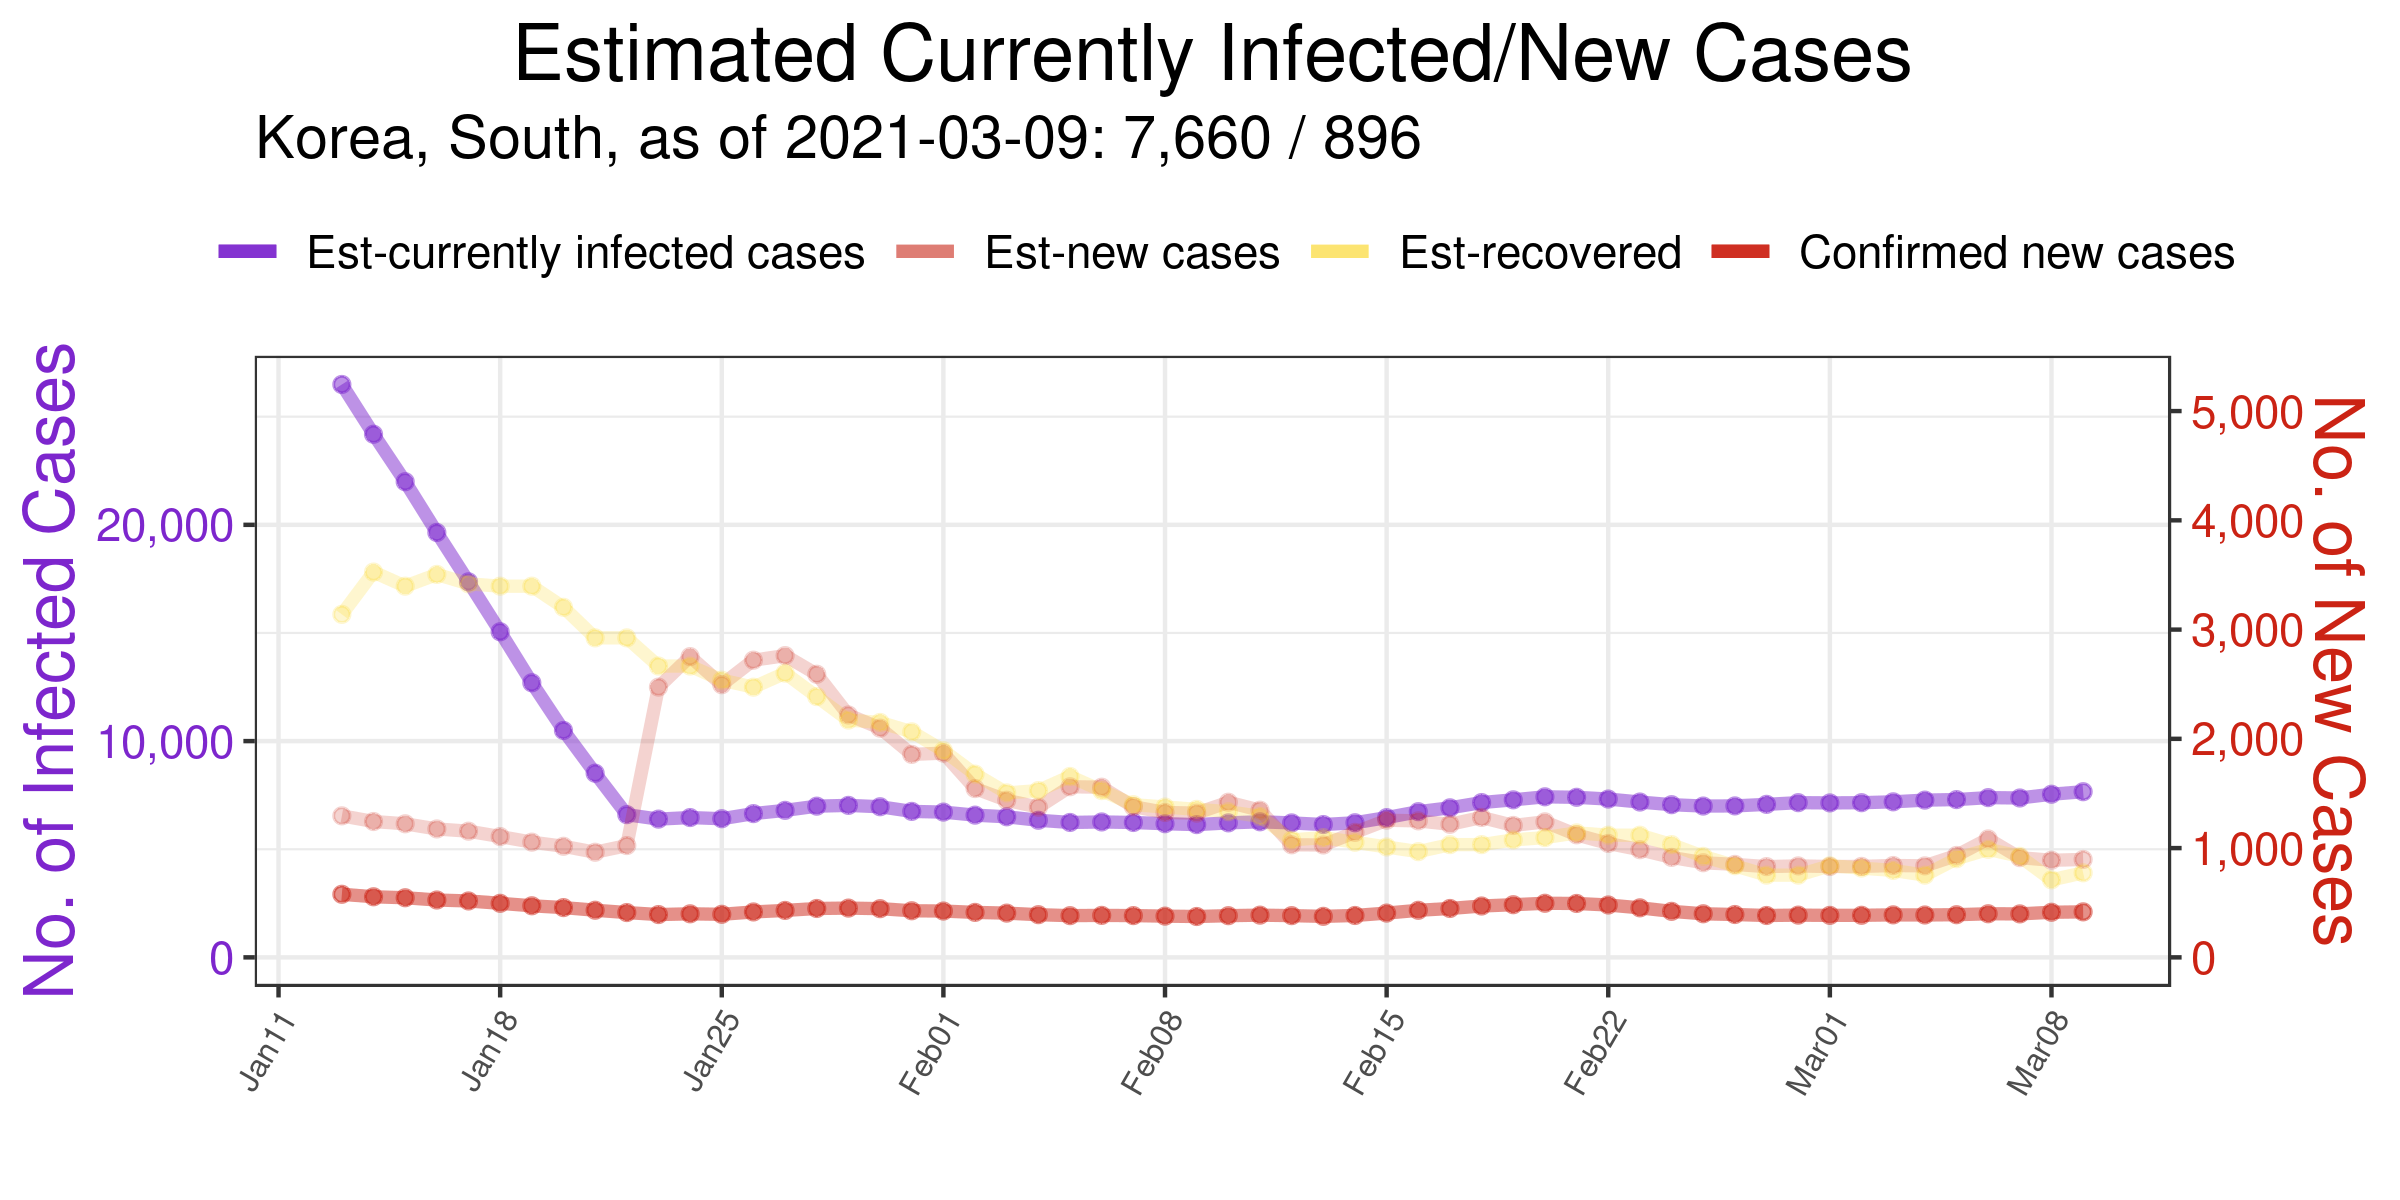 Estimated Currently Infected/New Cases
Korea, South, as of 2021-03-09: 7,660 / 896
Est-currently infected cases Est-new cases Est-recovered Confirmed new cases
No. of Infected Cases
20,000
10,000
0
5,000
4,000
3,000
2,000
1,000
0
No. of New Cases
Jan11 Jan18 Jan25 Feb01 Feb08 Feb15 Feb22 Mar01 Mar08